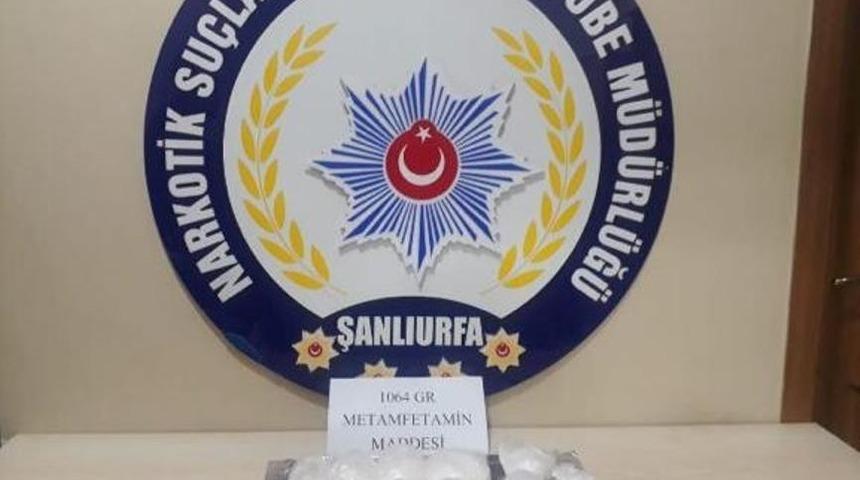 NARKOTİK SUÇLA
ŞUBE MÜDÜRLÜĞÜ
ŞANLIURFA
1064 GR
METAMFETAMİN
MADDESİ